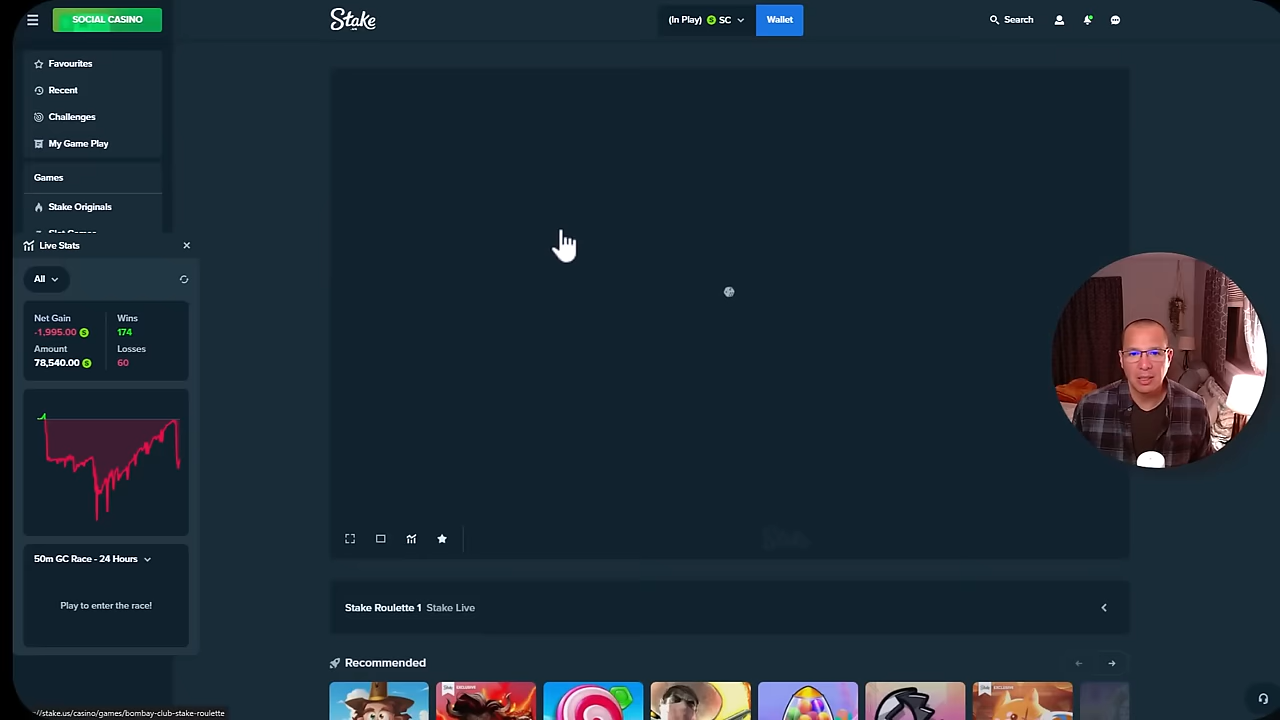 SOCIAL CASINO
Stake
(In Play) SC
Wallet
Search
Favourites
Recent
Challenges
My Game Play
Games
Stake Originals
Slot Games
Live Stats
All
Net Gain
Wins
-1,995.00
174
Amount
Losses
78,540.00
60
50m GC Race - 24 Hours
Play to enter the race!
Stake Roulette 1 Stake Live
Recommended
://stake.us/casino/games/bombay-club-stake-roulette